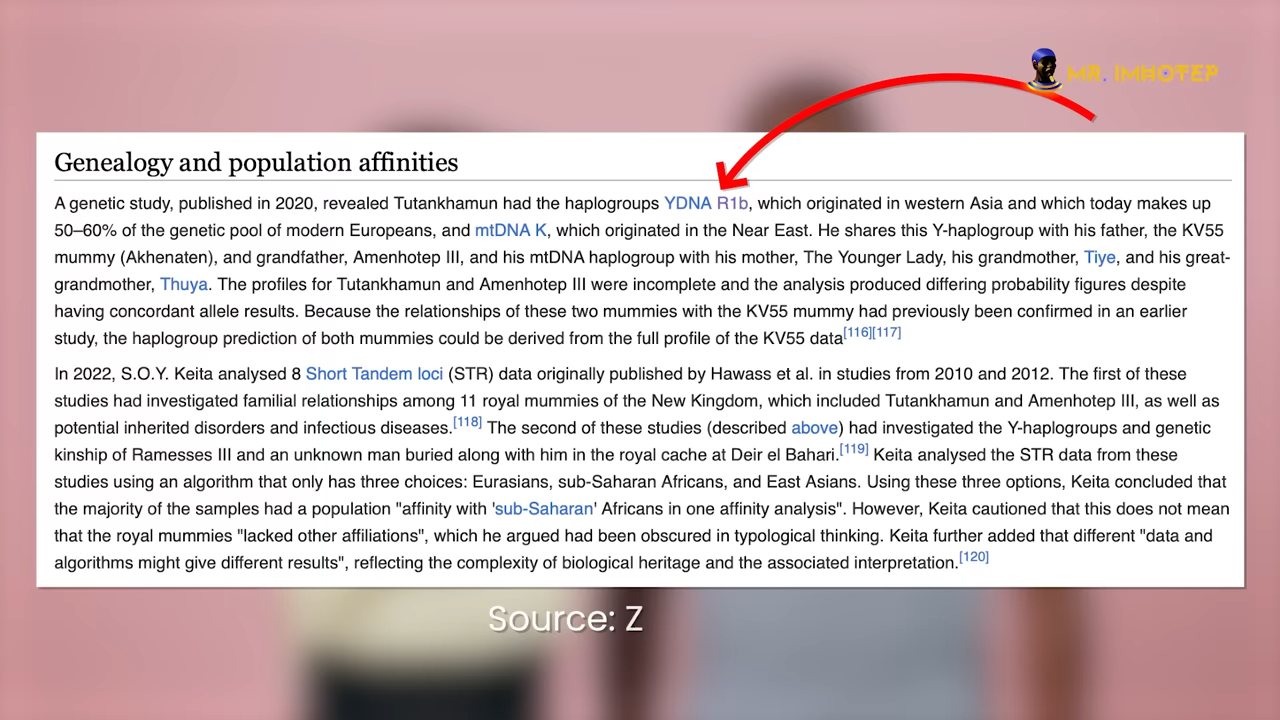 MR. IMHOTEP
Genealogy and population affinities
A genetic study, published in 2020, revealed Tutankhamun had the haplogroups YDNA R1b, which originated in western Asia and which today makes up
50–60% of the genetic pool of modern Europeans, and mtDNA K, which originated in the Near East. He shares this Y-haplogroup with his father, the KV55
mummy (Akhenaten), and grandfather, Amenhotep III, and his mtDNA haplogroup with his mother, The Younger Lady, his grandmother, Tiye, and his great-
grandmother, Thuya. The profiles for Tutankhamun and Amenhotep III were incomplete and the analysis produced differing probability figures despite
having concordant allele results. Because the relationships of these two mummies with the KV55 mummy had previously been confirmed in an earlier
study, the haplogroup prediction of both mummies could be derived from the full profile of the KV55 data[116][117]
In 2022, S.O.Y. Keita analysed 8 Short Tandem loci (STR) data originally published by Hawass et al. in studies from 2010 and 2012. The first of these
studies had investigated familial relationships among 11 royal mummies of the New Kingdom, which included Tutankhamun and Amenhotep III, as well as
potential inherited disorders and infectious diseases.[118] The second of these studies (described above) had investigated the Y-haplogroups and genetic
kinship of Ramesses III and an unknown man buried along with him in the royal cache at Deir el Bahari.[119] Keita analysed the STR data from these
studies using an algorithm that only has three choices: Eurasians, sub-Saharan Africans, and East Asians. Using these three options, Keita concluded that
the majority of the samples had a population "affinity with 'sub-Saharan' Africans in one affinity analysis". However, Keita cautioned that this does not mean
that the royal mummies "lacked other affiliations", which he argued had been obscured in typological thinking. Keita further added that different "data and
algorithms might give different results", reflecting the complexity of biological heritage and the associated interpretation.[120]
Source: Z